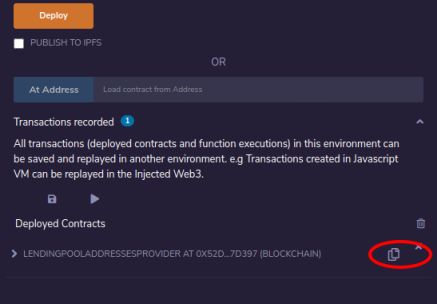 Deploy
PUBLISH TO IPFS
OR
At Address Load contract from Address
Transactions recorded 1
All transactions (deployed contracts and function executions) in this environment can
be saved and replayed in another environment. e.g Transactions created in Javascript
VM can be replayed in the Injected Web3.
Deployed Contracts
LENDINGPOOLADDRESSESPROVIDER AT 0X52D...7D397 (BLOCKCHAIN)